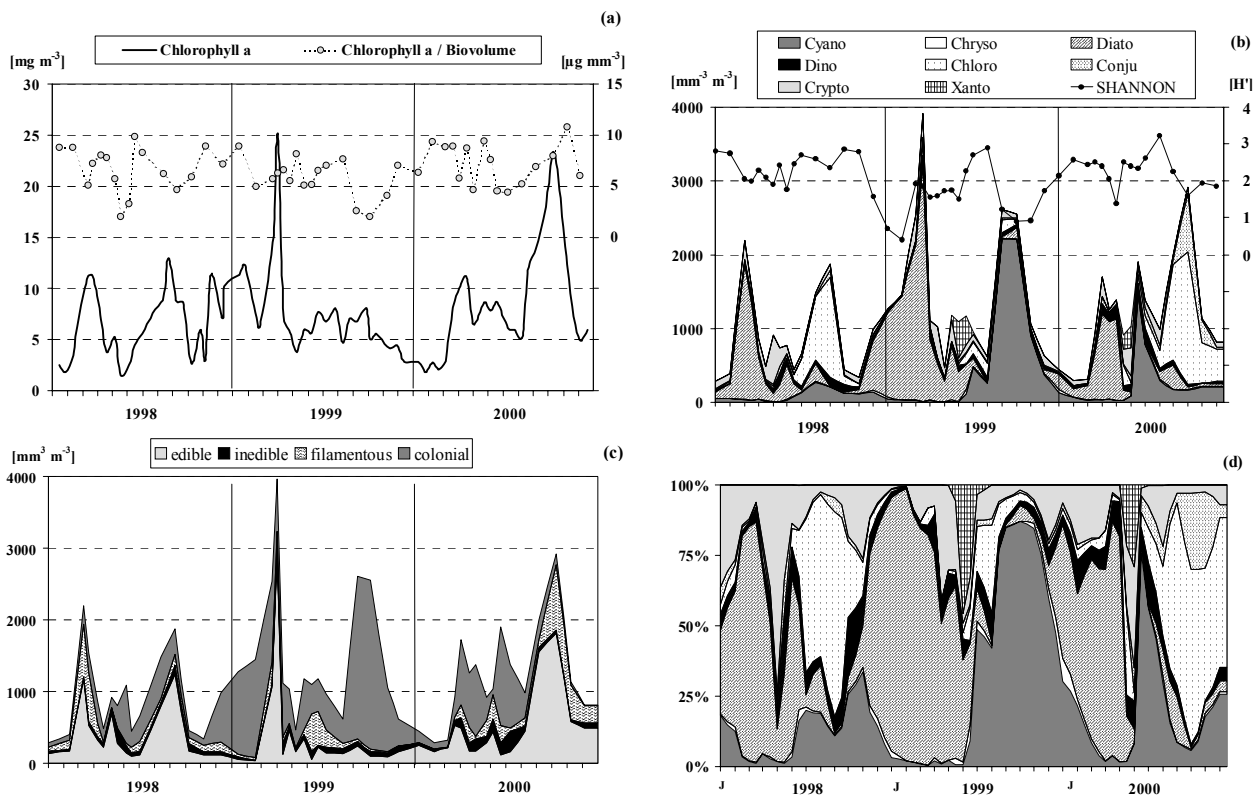 (a)
Chlorophyll a Chlorophyll a / Biovolume
[mg m-3] [µg mm-3]
30 15
25 10
20 5
15 0
10
5
0
1998 1999 2000
(b)
Cyano Chryso Diato
Dino Chloro Conju
Crypto Xanto SHANNON
[mm-3 m-3] [H']
4000 4
3
3000 2
1
2000 0
1000
0
1998 1999 2000
(c)
edible inedible filamentous colonial
[mm3 m-3]
4000
3000
2000
1000
0
1998 1999 2000
(d)
100%
75%
50%
25%
0%
J 1998 J 1999 J 2000